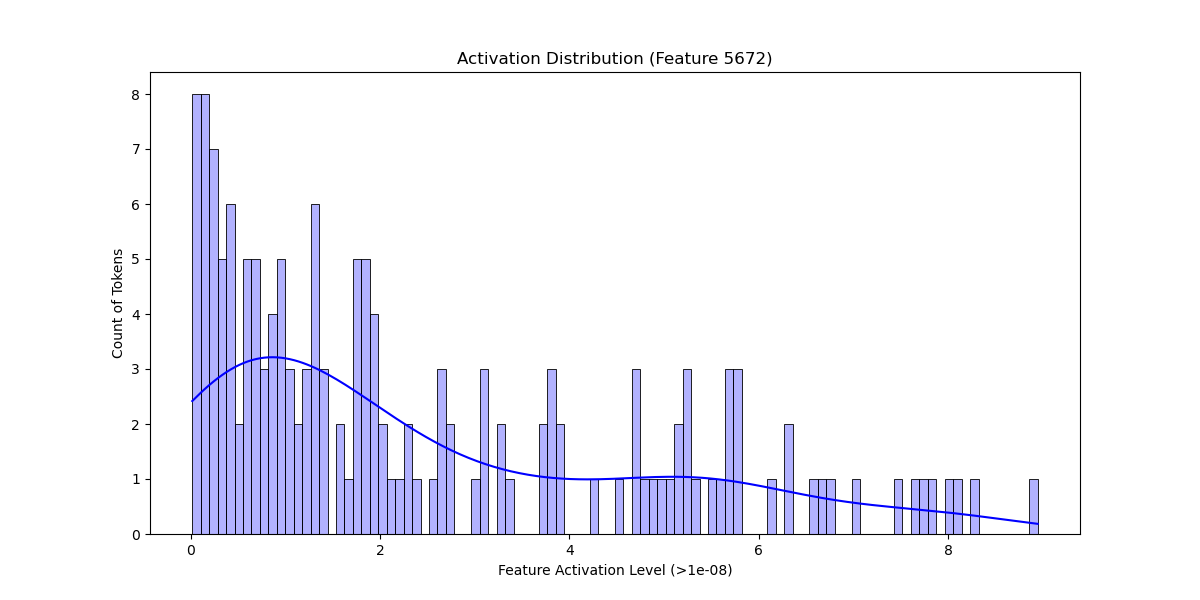 Activation Distribution (Feature 5672)
8
7
6
5
4
3
2
1
0
Count of Tokens
0 2 4 6 8
Feature Activation Level (>1e-08)